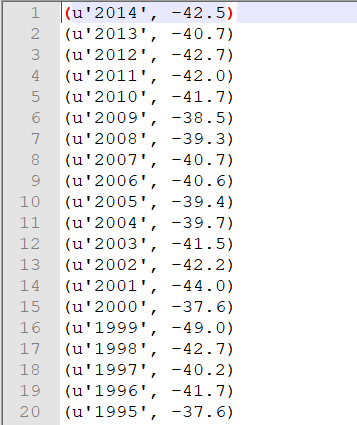 1 (u'2014', -42.5)
2 (u'2013', -40.7)
3 (u'2012', -42.7)
4 (u'2011', -42.0)
5 (u'2010', -41.7)
6 (u'2009', -38.5)
7 (u'2008', -39.3)
8 (u'2007', -40.7)
9 (u'2006', -40.6)
10 (u'2005', -39.4)
11 (u'2004', -39.7)
12 (u'2003', -41.5)
13 (u'2002', -42.2)
14 (u'2001', -44.0)
15 (u'2000', -37.6)
16 (u'1999', -49.0)
17 (u'1998', -42.7)
18 (u'1997', -40.2)
19 (u'1996', -41.7)
20 (u'1995', -37.6)